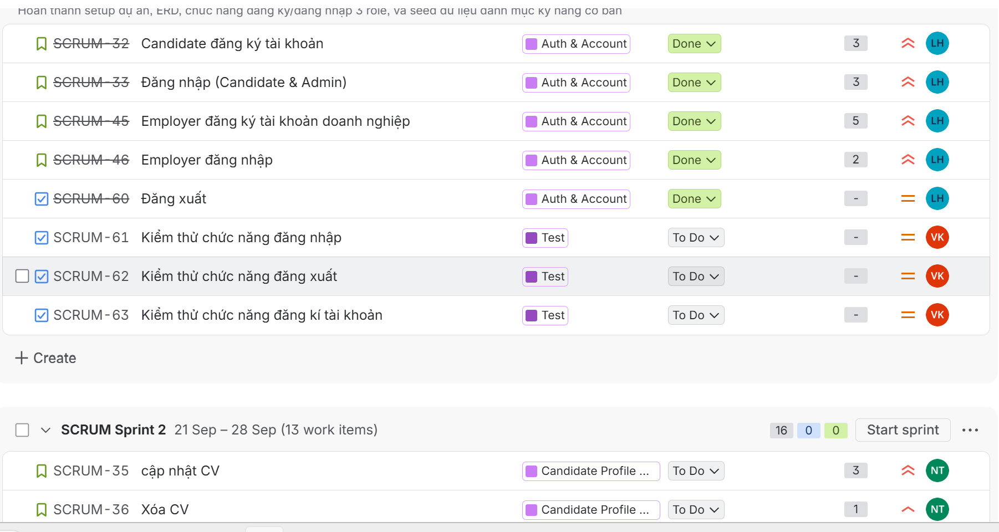 Hoàn thành setup dự án, ERD, chức năng đăng ký/đăng nhập 3 role, và seed dữ liệu danh mục kỹ năng cơ bản
SCRUM-32 Candidate đăng ký tài khoản Auth & Account Done 3 LH
SCRUM-33 Đăng nhập (Candidate & Admin) Auth & Account Done 3 LH
SCRUM-45 Employer đăng ký tài khoản doanh nghiệp Auth & Account Done 5 LH
SCRUM-46 Employer đăng nhập Auth & Account Done 2 LH
SCRUM-60 Đăng xuất Auth & Account Done - LH
SCRUM-61 Kiểm thử chức năng đăng nhập Test To Do - VK
SCRUM-62 Kiểm thử chức năng đăng xuất Test To Do - VK
SCRUM-63 Kiểm thử chức năng đăng kí tài khoản Test To Do - VK
+ Create
SCRUM Sprint 2 21 Sep – 28 Sep (13 work items) 16 0 0 Start sprint ...
SCRUM-35 cập nhật CV Candidate Profile ... To Do 3 NT
SCRUM-36 Xóa CV Candidate Profile ... To Do 1 NT